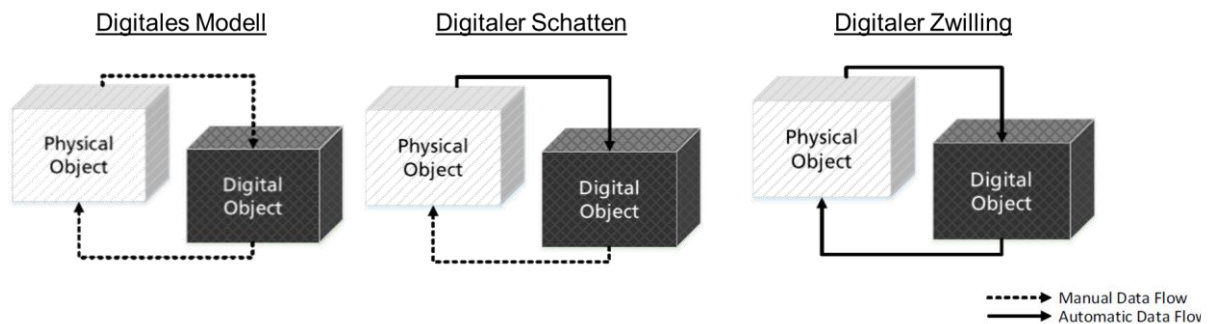 Digitales Modell
Digitaler Schatten
Digitaler Zwilling
Physical
Object
Digital
Object
Physical
Object
Digital
Object
Physical
Object
Digital
Object
Manual Data Flow
Automatic Data Flow